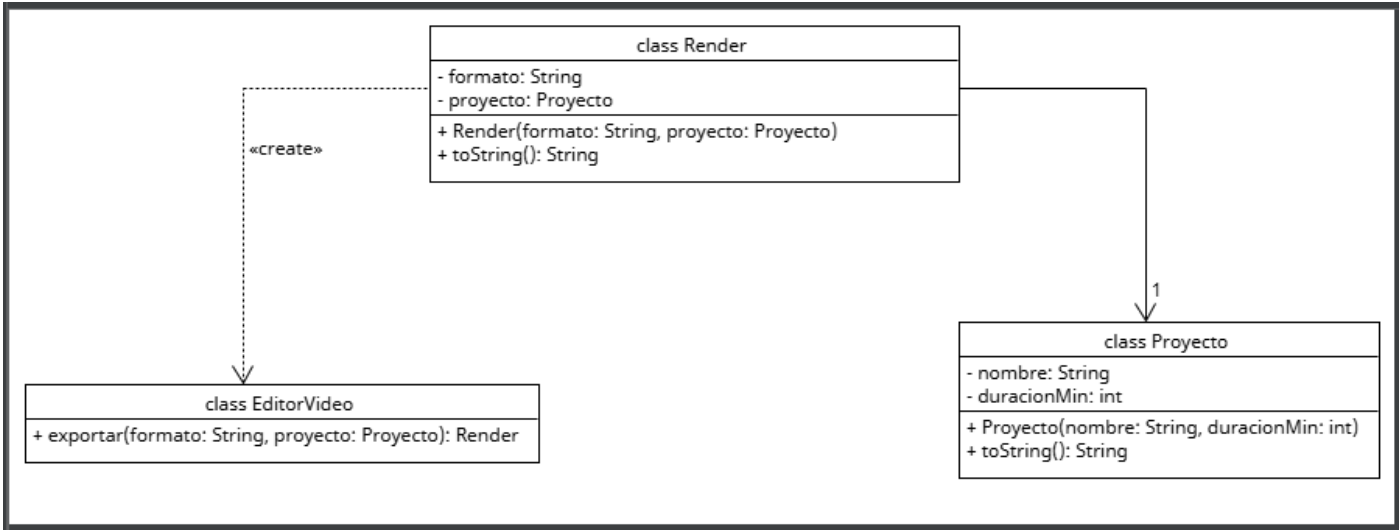 class Render
- formato: String
- proyecto: Proyecto
+ Render(formato: String, proyecto: Proyecto)
+ toString(): String
«create»
1
class EditorVideo
+ exportar(formato: String, proyecto: Proyecto): Render
class Proyecto
- nombre: String
- duracionMin: int
+ Proyecto(nombre: String, duracionMin: int)
+ toString(): String